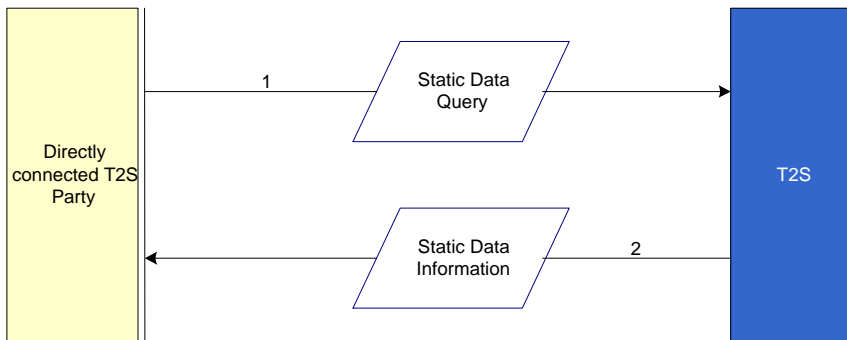 1
Static Data
Query
Directly
connected T2S
Party
T2S
Static Data
Information
2